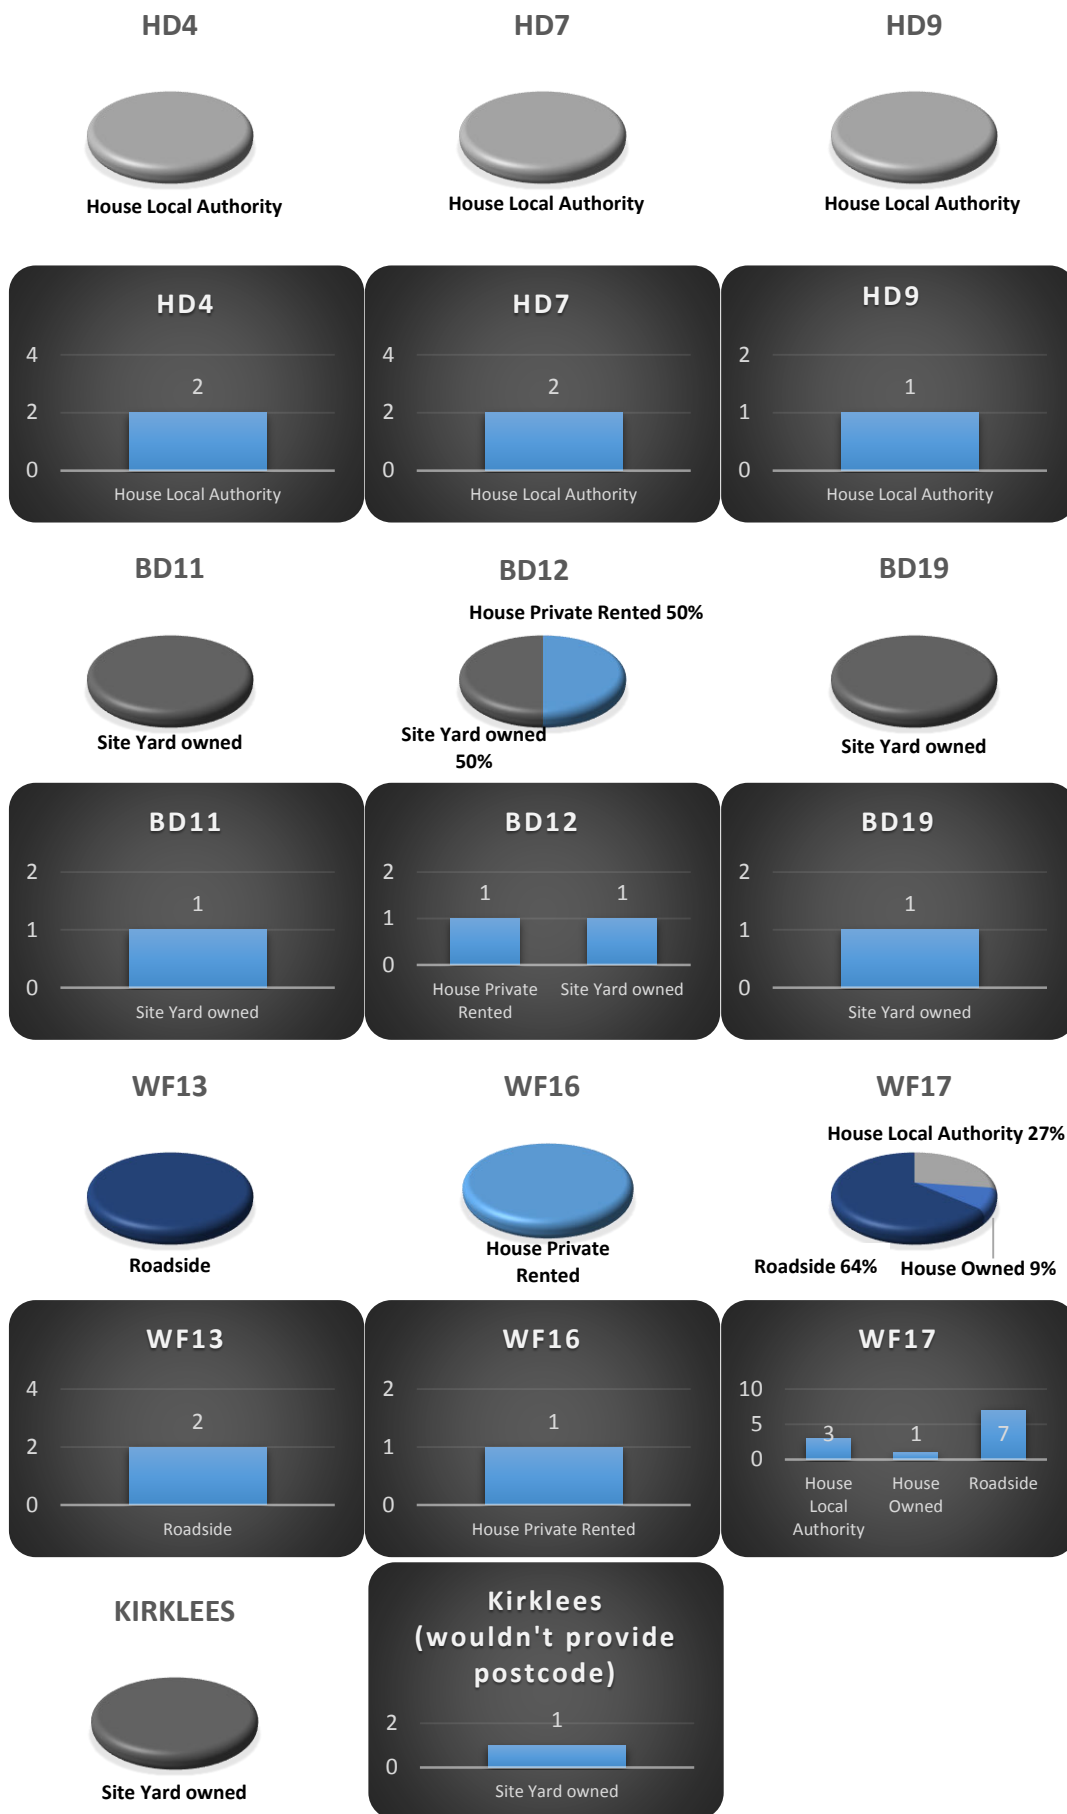 HD4
HD7
HD9
House Local Authority
House Local Authority
House Local Authority
HD4
4
2
0
2
House Local Authority
HD7
4
2
0
2
House Local Authority
HD9
2
1
0
1
House Local Authority
BD11
BD12
BD19
Site Yard owned
House Private Rented 50%
Site Yard owned
50%
Site Yard owned
BD11
2
1
0
1
Site Yard owned
BD12
2
1
0
1
1
House Private
Rented
Site Yard owned
BD19
2
1
0
1
Site Yard owned
WF13
WF16
WF17
Roadside
House Private
Rented
House Local Authority 27%
Roadside 64%
House Owned 9%
WF13
4
2
0
2
Roadside
WF16
2
1
0
1
House Private Rented
WF17
10
5
0
3
1
7
House
Local
Authority
House
Owned
Roadside
KIRKLEES
Site Yard owned
Kirklees
(wouldn't provide
postcode)
2
0
1
Site Yard owned